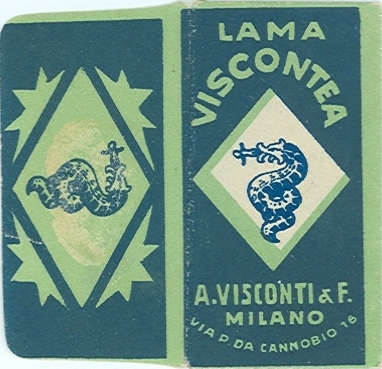 LAMA
VISCONTEA
A. VISCONTI & F.
MILANO
VIA P. DA CANNOBIO 16